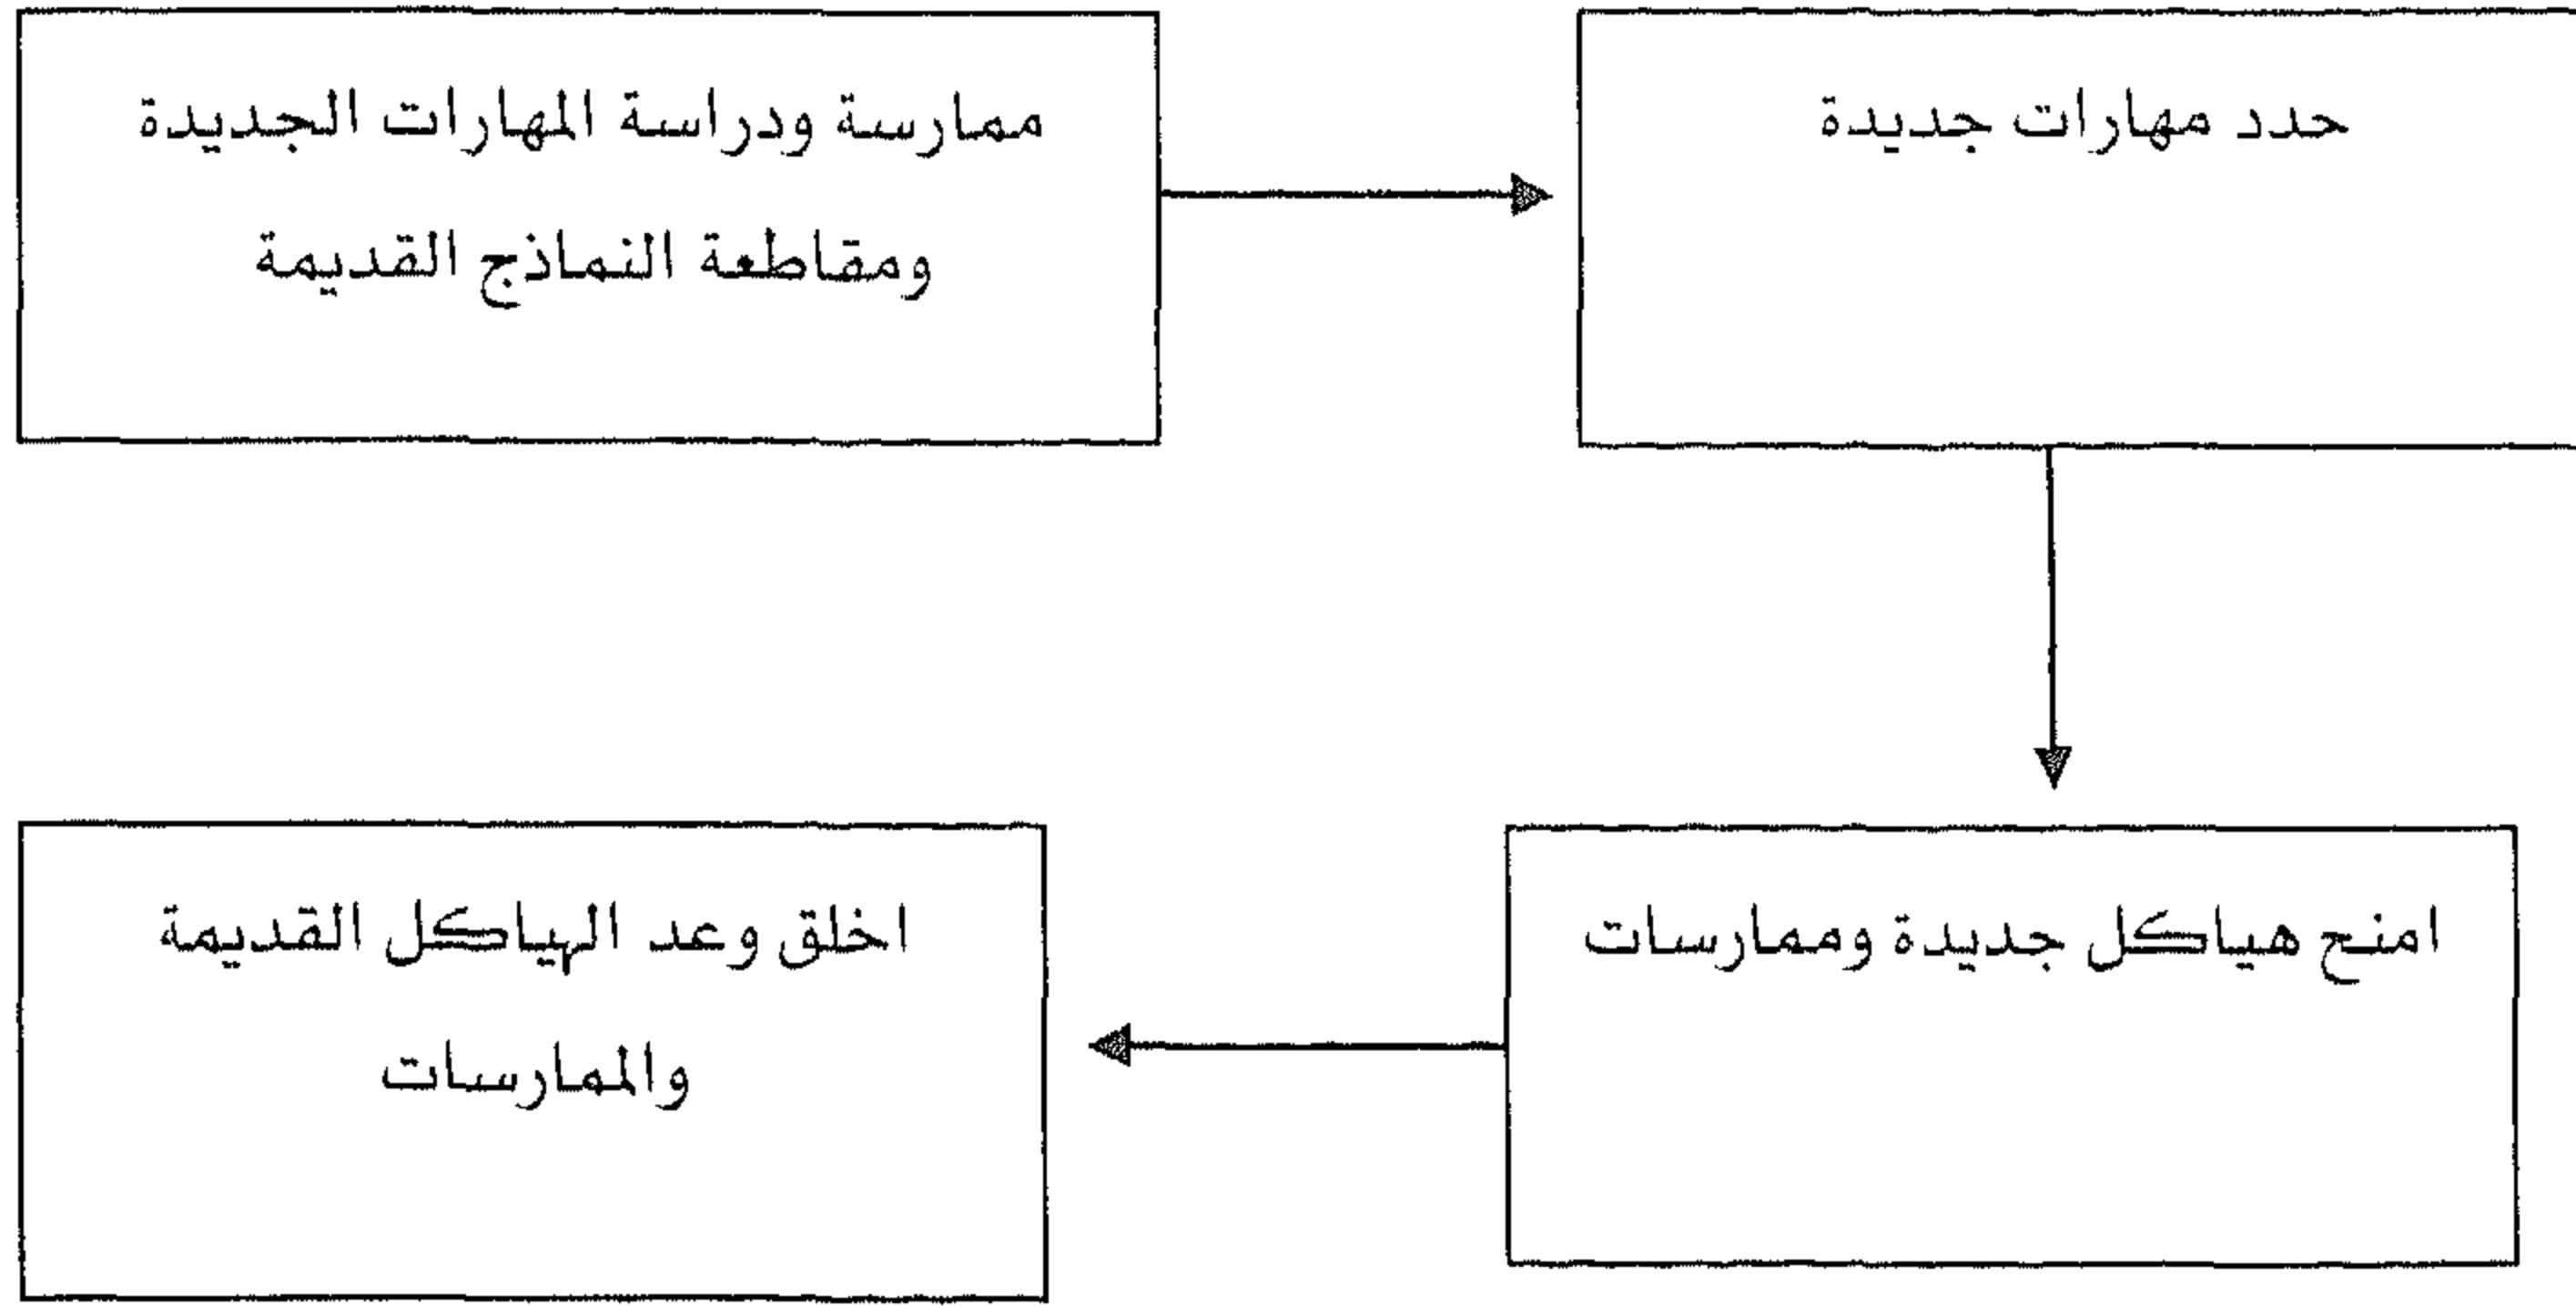 ممارسة ودراسة المهارات الجديدة
ومقاطعة النماذج القديمة
حدد مهارات جديدة
امنح هياكل جديدة وممارسات
اخلق وعد الهياكل القديمة
والممارسات